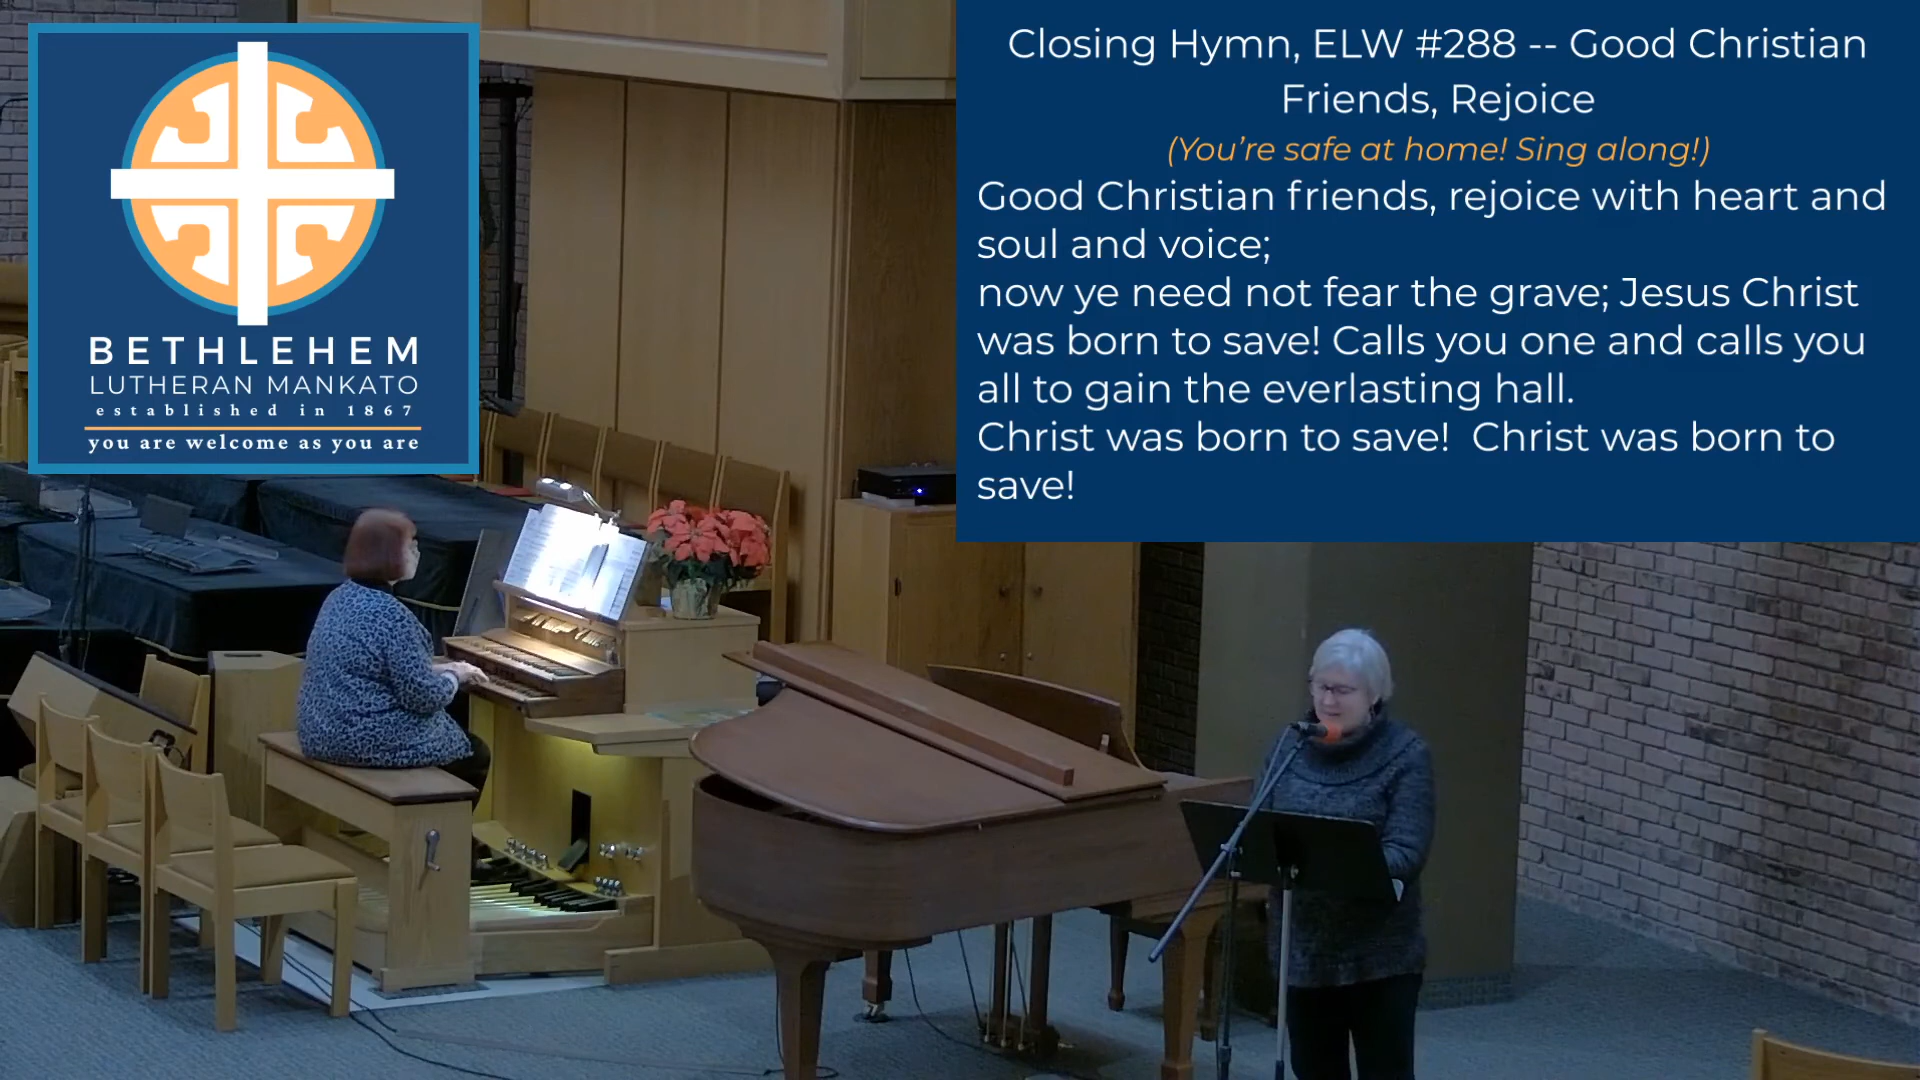 BETHLEHEM
LUTHERAN MANKATO
established in 1867
you are welcome as you are
Closing Hymn, ELW #288 -- Good Christian
Friends, Rejoice
(You're safe at home! Sing along!)
Good Christian friends, rejoice with heart and
soul and voice;
now ye need not fear the grave; Jesus Christ
was born to save! Calls you one and calls you
all to gain the everlasting hall.
Christ was born to save!  Christ was born to
save!